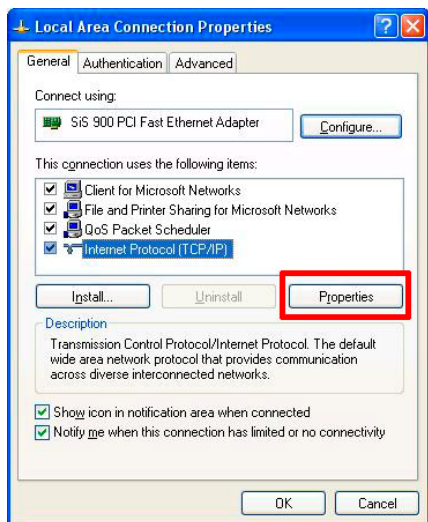 Local Area Connection Properties
General Authentication Advanced
Connect using:
SiS 900 PCI Fast Ethernet Adapter
Configure...
This connection uses the following items:
Client for Microsoft Networks
File and Printer Sharing for Microsoft Networks
QoS Packet Scheduler
Internet Protocol (TCP/IP)
Install... Uninstall Properties
Description
Transmission Control Protocol/Internet Protocol. The default
wide area network protocol that provides communication
across diverse interconnected networks.
Show icon in notification area when connected
Notify me when this connection has limited or no connectivity
OK Cancel